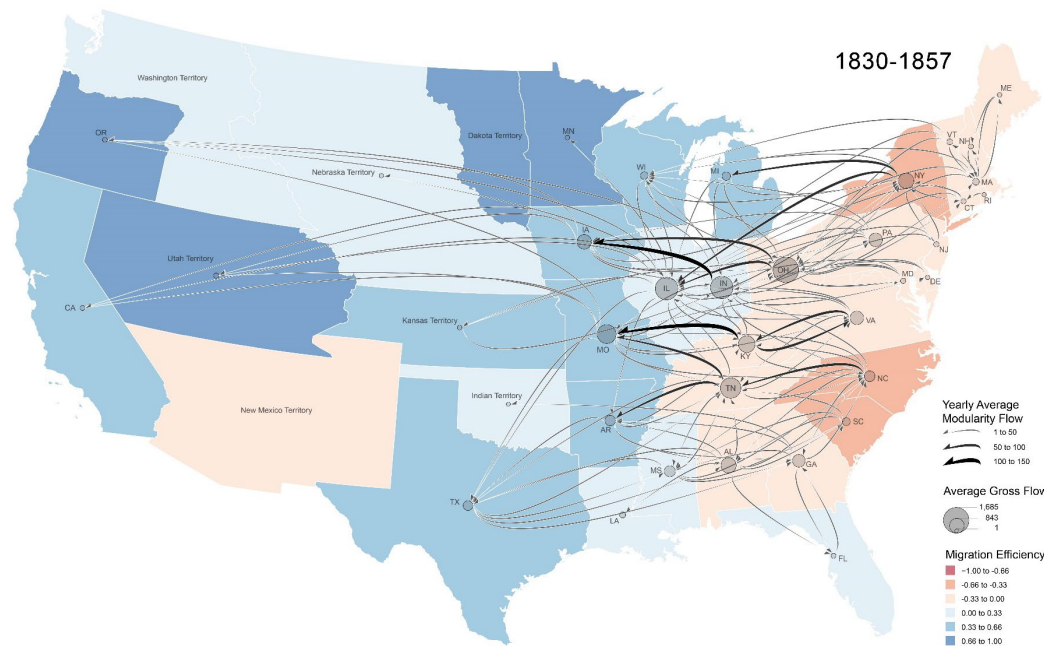 1830-1857
ME
Washington Territory
OR
Dakota Territory
MN
VT
NH
WI
MI
NY
MA
Nebraska Territory
CT
RI
IA
PA
NJ
Utah Territory
OH
MD
DE
IL
IN
CA
VA
Kansas Territory
MO
KY
NC
TN
Indian Territory
New Mexico Territory
SC
AR
AL
GA
MS
TX
LA
FL
Yearly Average
Modularity Flow
1 to 50
50 to 100
100 to 150
Average Gross Flow
1,685
843
1
Migration Efficiency
−1.00 to -0.66
-0.66 to -0.33
-0.33 to 0.00
0.00 to 0.33
0.33 to 0.66
0.66 to 1.00